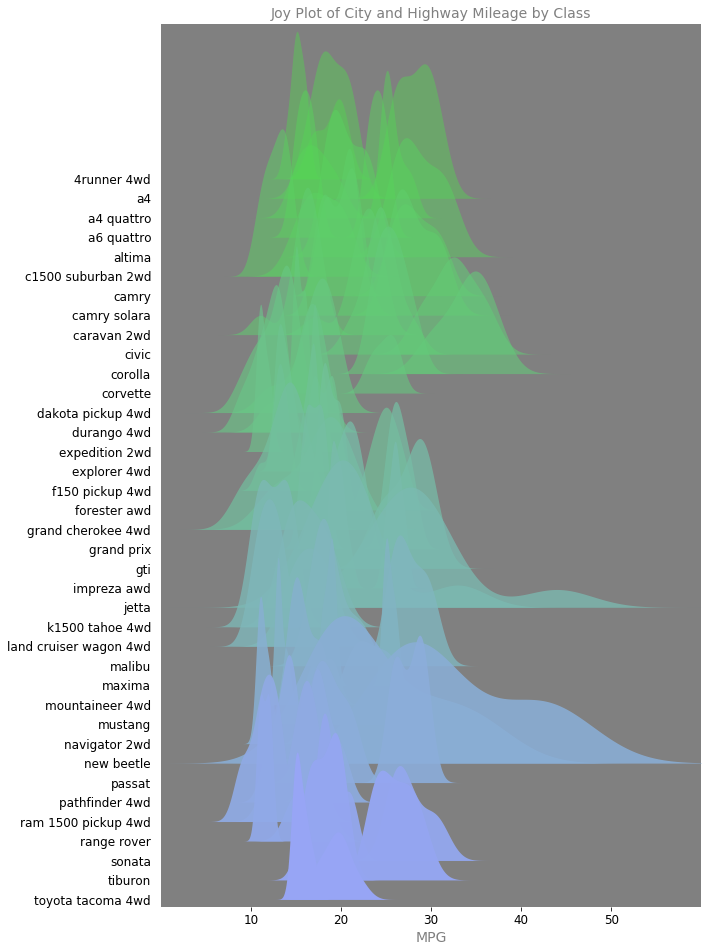 Joy Plot of City and Highway Mileage by Class
4runner 4wd
a4
a4 quattro
a6 quattro
altima
c1500 suburban 2wd
camry
camry solara
caravan 2wd
civic
corolla
corvette
dakota pickup 4wd
durango 4wd
expedition 2wd
explorer 4wd
f150 pickup 4wd
forester awd
grand cherokee 4wd
grand prix
gti
impreza awd
jetta
k1500 tahoe 4wd
land cruiser wagon 4wd
malibu
maxima
mountaineer 4wd
mustang
navigator 2wd
new beetle
passat
pathfinder 4wd
ram 1500 pickup 4wd
range rover
sonata
tiburon
toyota tacoma 4wd
10 20 30 40 50
MPG